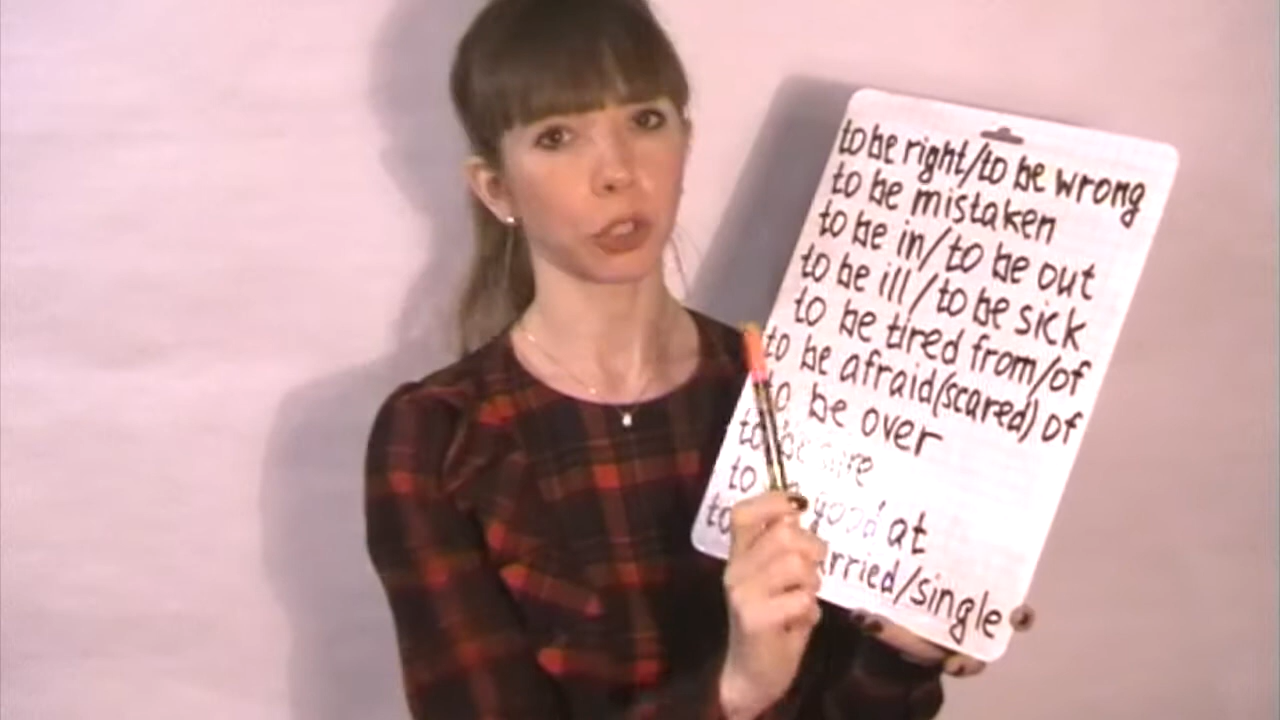 to be right/to be wrong
to be mistaken
to be in/to be out
to be ill/to be sick
to be tired from/of
to be afraid(scared) of
to be over
to be sure
to good at
to married/single